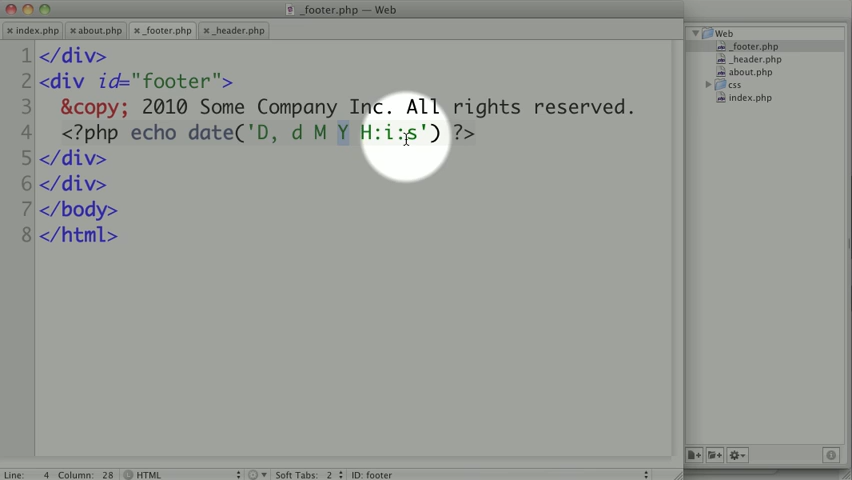 _footer.php — Web
index.php
about.php
_footer.php
_header.php
1 </div>
2 <div id="footer">
3 &copy; 2010 Some Company Inc. All rights reserved.
4 <?php echo date('D, d M Y H:i:s') ?>
5 </div>
6 </div>
7 </body>
8 </html>
Web
_footer.php
_header.php
about.php
css
index.php
Line: 4 Column: 28 HTML Soft Tabs: 2 ID: footer